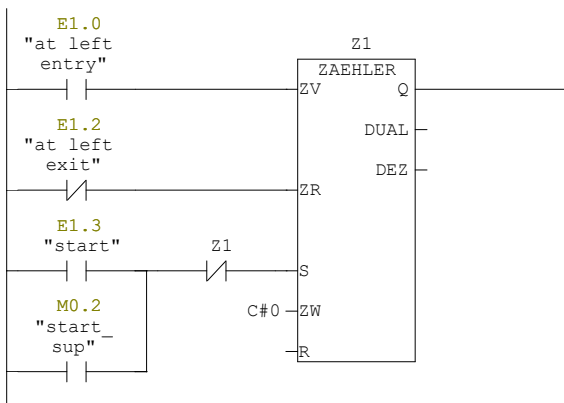 E1.0
"at left
entry"
Z1
ZAEHLER
ZV
Q
E1.2
"at left
exit"
DUAL
DEZ
ZR
E1.3
"start"
Z1
S
M0.2
"start_
sup"
C#0
ZW
R